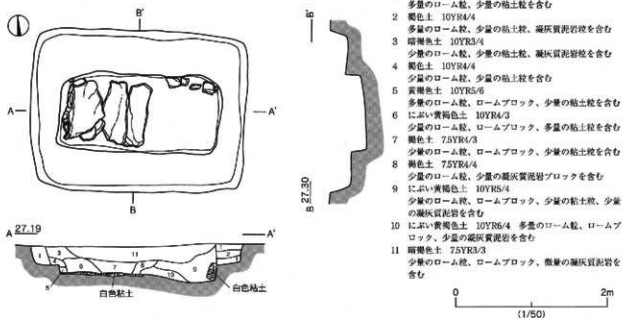 B'
A
A'
B
A 27.19
A'
1
3
11
2
6
7
8
10
9
5
白色粘土
白色粘土
B'
B 27.30
多量のローム粒、少量の粘土粒を含む
2 褐色土 10YR4/4
多量のローム粒、少量の粘土粒、凝灰質泥岩粒を含む
3 暗褐色土 10YR3/4
少量のローム粒、少量の粘土粒、凝灰質泥岩粒を含む
4 褐色土 10YR4/4
少量のローム粒、少量の粘土粒を含む
5 黄褐色土 10YR5/6
多量のローム粒、ロームブロック、少量の粘土粒を含む
6 にぶい黄褐色土 10YR4/3
少量のローム粒、ロームブロック、多量の粘土粒を含む
7 褐色土 7.5YR4/3
少量のローム粒、ロームブロック、少量の粘土粒を含む
8 褐色土 7.5YR4/4
少量のローム粒、少量の凝灰質泥岩ブロックを含む
9 にぶい黄褐色土 10YR5/4
少量のローム粒、ロームブロック、少量の粘土粒、少量
の凝灰質泥岩を含む
10 にぶい黄褐色土 10YR6/4 多量のローム粒、ロームブ
ロック、少量の凝灰質泥岩を含む
11 暗褐色土 7.5YR3/3
少量のローム粒、ロームブロック、微量の凝灰質泥岩を
含む
0 2m
(1/50)